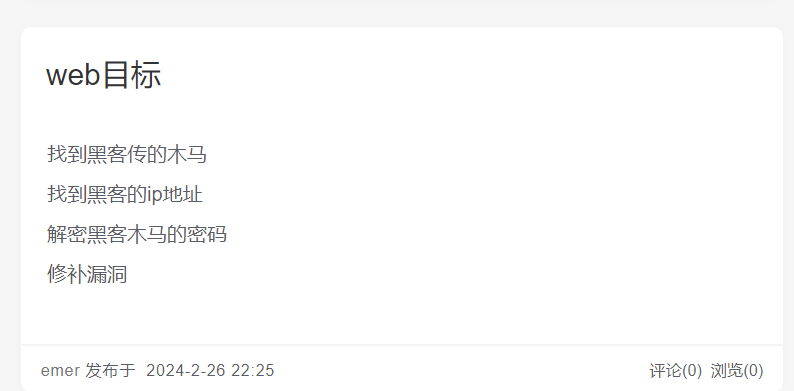 web目标
找到黑客传的木马
找到黑客的ip地址
解密黑客木马的密码
修补漏洞
emer 发布于 2024-2-26 22:25 评论(0) 浏览(0)